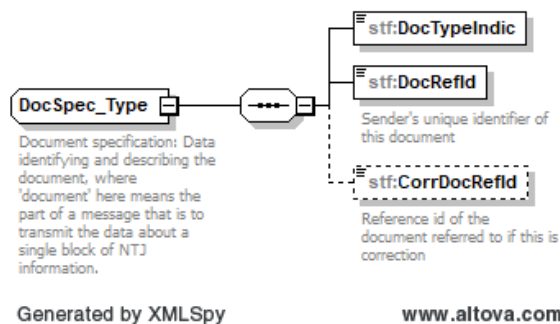 stf:DocTypeIndic
stf:DocRefId
DocSpec_Type
Sender's unique identifier of
this document
Document specification: Data
identifying and describing the
document, where
'document' here means the
part of a message that is to
transmit the data about a
single block of NTJ
information.
stf:CorrDocRefId
Reference id of the
document referred to if this is
correction
Generated by XMLSpy
www.altova.com